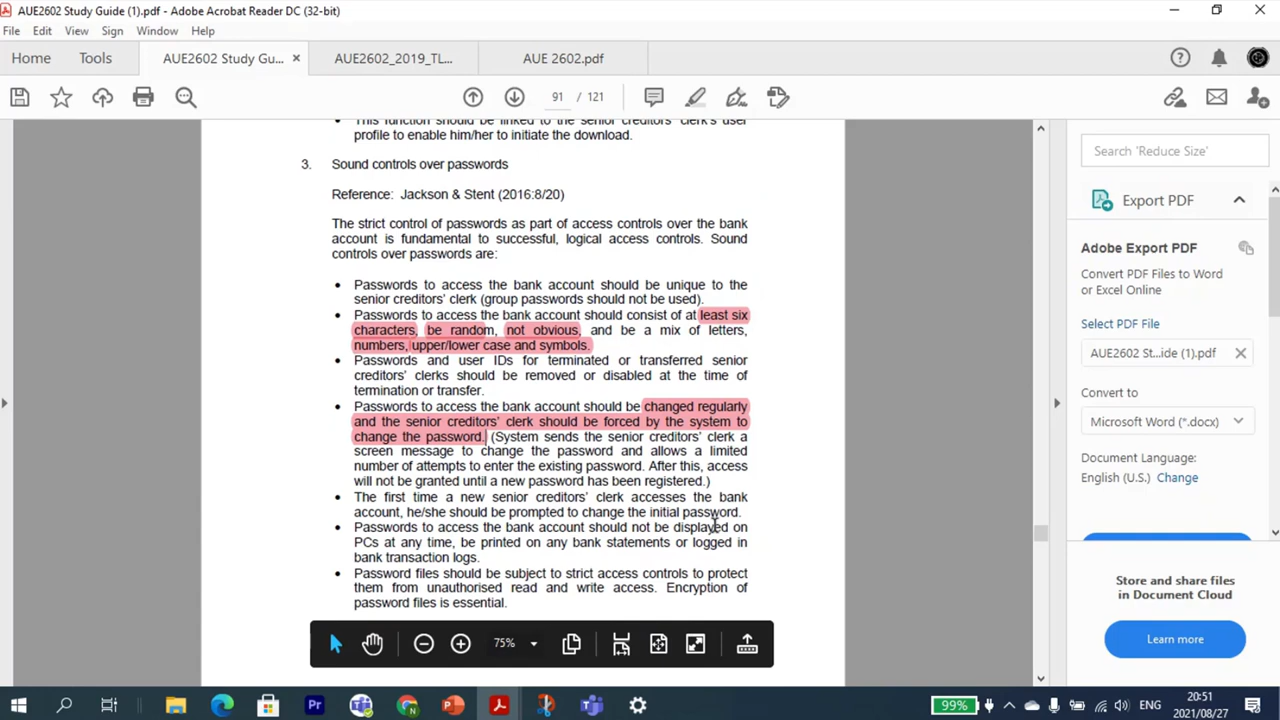 AUE2602 Study Guide (1).pdf - Adobe Acrobat Reader DC (32-bit)
File Edit View Sign Window Help
Home Tools AUE2602 Study Gu... AUE2602_2019_TL... AUE 2602.pdf
91 / 121
This function should be linked to the senior creditors' clerk's user
profile to enable him/her to initiate the download.
3. Sound controls over passwords
Reference: Jackson & Stent (2016:8/20)
The strict control of passwords as part of access controls over the bank
account is fundamental to successful, logical access controls. Sound
controls over passwords are:
• Passwords to access the bank account should be unique to the
senior creditors' clerk (group passwords should not be used).
• Passwords to access the bank account should consist of at least six
characters, be random, not obvious, and be a mix of letters,
numbers, upper/lower case and symbols.
• Passwords and user IDs for terminated or transferred senior
creditors' clerks should be removed or disabled at the time of
termination or transfer.
• Passwords to access the bank account should be changed regularly
and the senior creditors' clerk should be forced by the system to
change the password. (System sends the senior creditors' clerk a
screen message to change the password and allows a limited
number of attempts to enter the existing password. After this, access
will not be granted until a new password has been registered.)
• The first time a new senior creditors' clerk accesses the bank
account, he/she should be prompted to change the initial password.
• Passwords to access the bank account should not be displayed on
PCs at any time, be printed on any bank statements or logged in
bank transaction logs.
• Password files should be subject to strict access controls to protect
them from unauthorised read and write access. Encryption of
password files is essential.
75%
Search 'Reduce Size'
Export PDF
Adobe Export PDF
Convert PDF Files to Word
or Excel Online
Select PDF File
AUE2602 St...ide (1).pdf
Convert to
Microsoft Word (*.docx)
Document Language:
English (U.S.) Change
Store and share files
in Document Cloud
Learn more
99%
ENG
20:51
2021/08/27